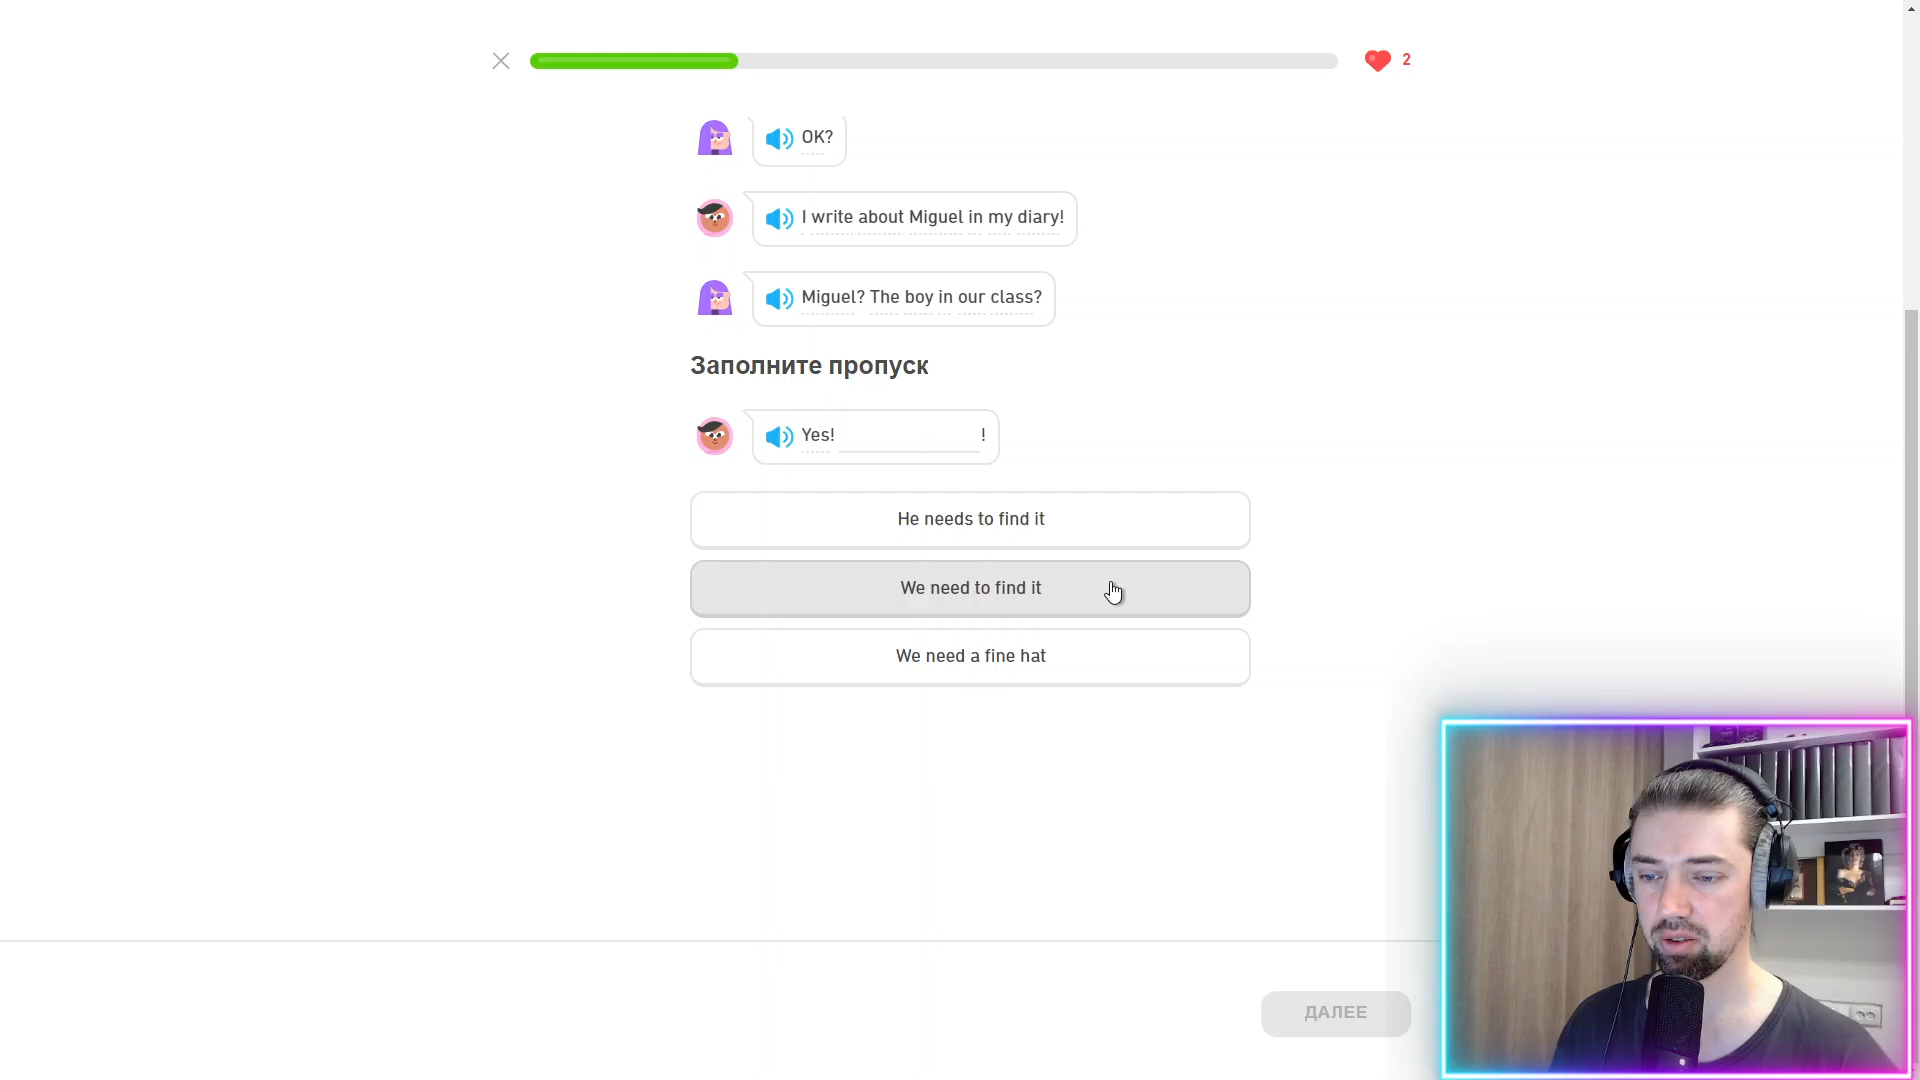 2
OK?
I write about Miguel in my diary!
Miguel? The boy in our class?
Заполните пропуск
Yes! !
He needs to find it
We need to find it
We need a fine hat
ДАЛЕЕ